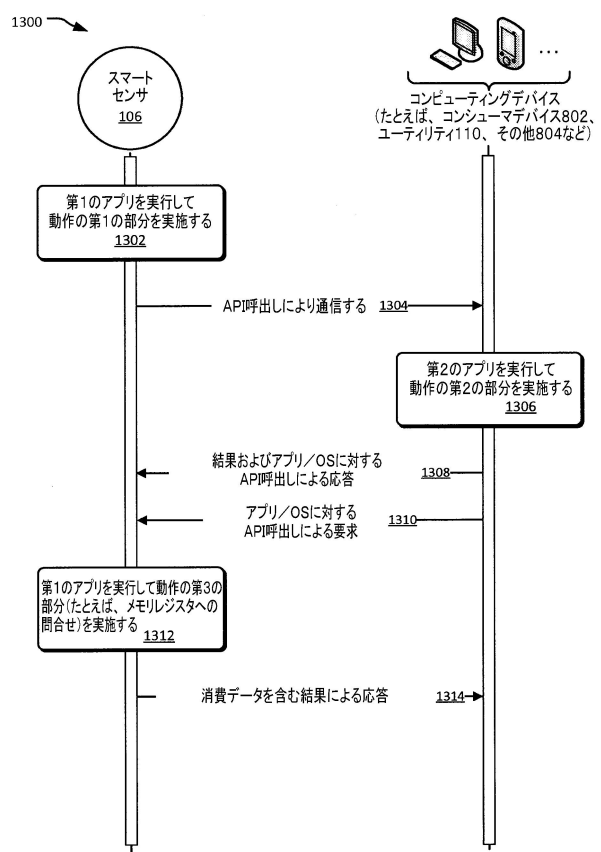 1300
スマート
センサ
106
...
コンピューティングデバイス
(たとえば、コンシューマデバイス802、
ユーティリティ110、その他804など)
第1のアプリを実行して
動作の第1の部分を実施する
1302
API呼出しにより通信する 1304
第2のアプリを実行して
動作の第2の部分を実施する
1306
結果およびアプリ/OSに対する
API呼出しによる応答
1308
アプリ/OSに対する
API呼出しによる要求
1310
第1のアプリを実行して動作の第3の
部分(たとえば、メモリレジスタへの
問合せ)を実施する
1312
消費データを含む結果による応答 1314